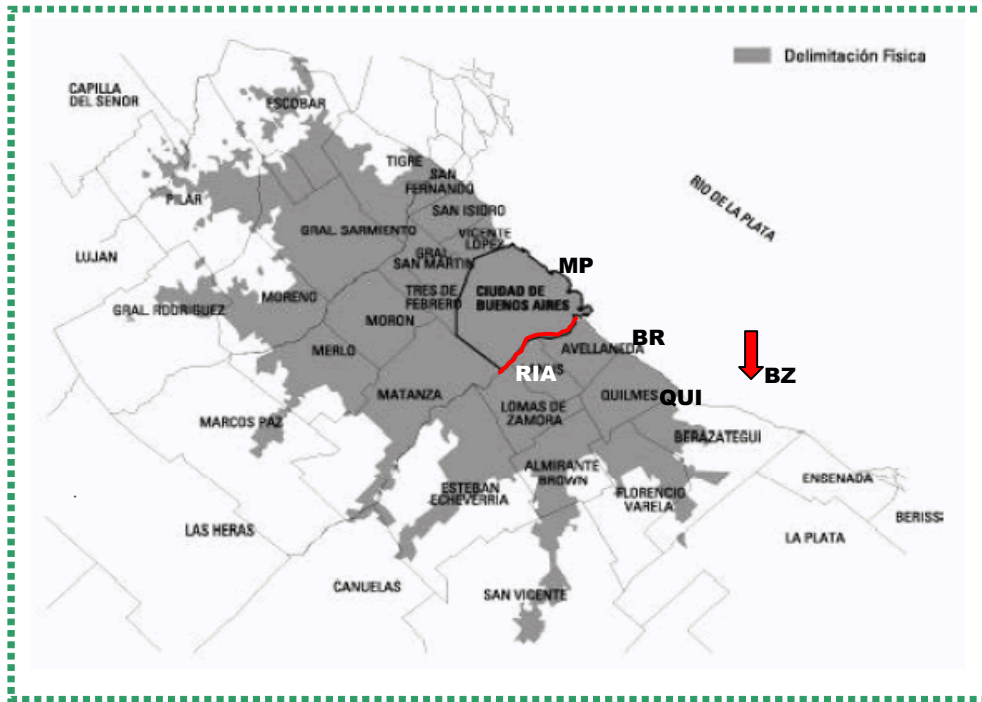 Delimitación Física
CAPILLA
DEL SEÑOR
ESCOBAR
TIGRE
SAN
FERNANDO
PILAR
RIO DE LA PLATA
SAN ISIDRO
GRAL. SARMIENTO
VICENTE
LÓPEZ
LUJAN
GRAL.
SAN MARTIN
MP
MORENO
TRES DE
FEBRERO
CIUDAD DE
BUENOS AIRES
GRAL. RODRIGUEZ
MORON
BR
MERLO
AVELLANEDA
RIA
BZ
MATANZA
QUILMES
QUI
LOMAS DE
ZAMORA
MARCOS PAZ
BERAZATEGUI
ALMIRANTE
BROWN
ENSENADA
ESTEBAN
ECHEVERRIA
FLORENCIO
VARELA
BERISS
LAS HERAS
LA PLATA
CANUELAS
SAN VICENTE